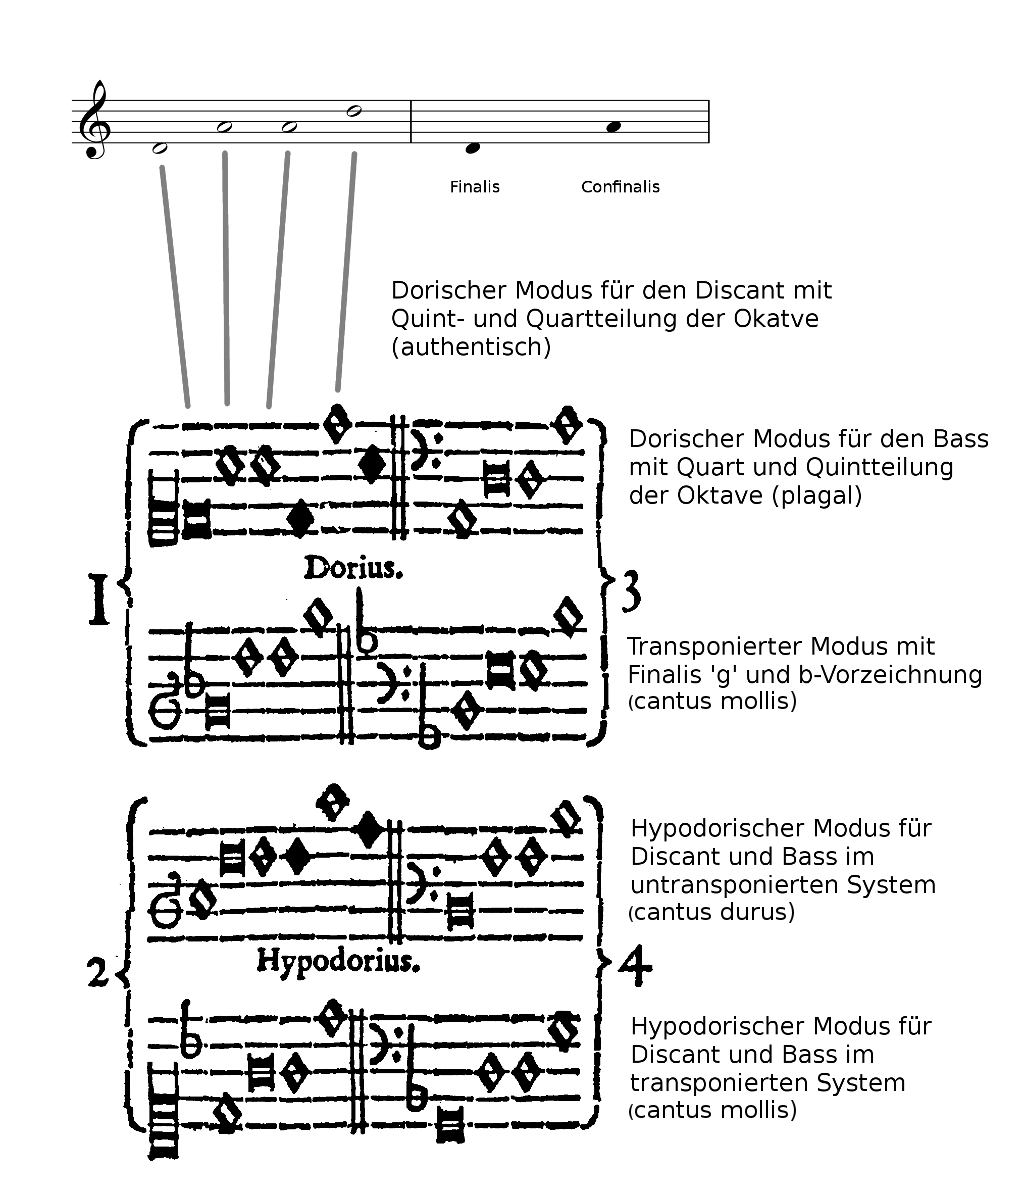 Finalis Confinalis
Dorischer Modus für den Discant mit
Quint- und Quartteilung der Okatve
(authentisch)
Dorischer Modus für den Bass
mit Quart und Quintteilung
der Oktave (plagal)
Dorius.
1 3
Transponierter Modus mit
Finalis 'g' und b-Vorzeichnung
(cantus mollis)
Hypodorischer Modus für
Discant und Bass im
untransponierten System
(cantus durus)
Hypodorius.
2 4
Hypodorischer Modus für
Discant und Bass im
transponierten System
(cantus mollis)